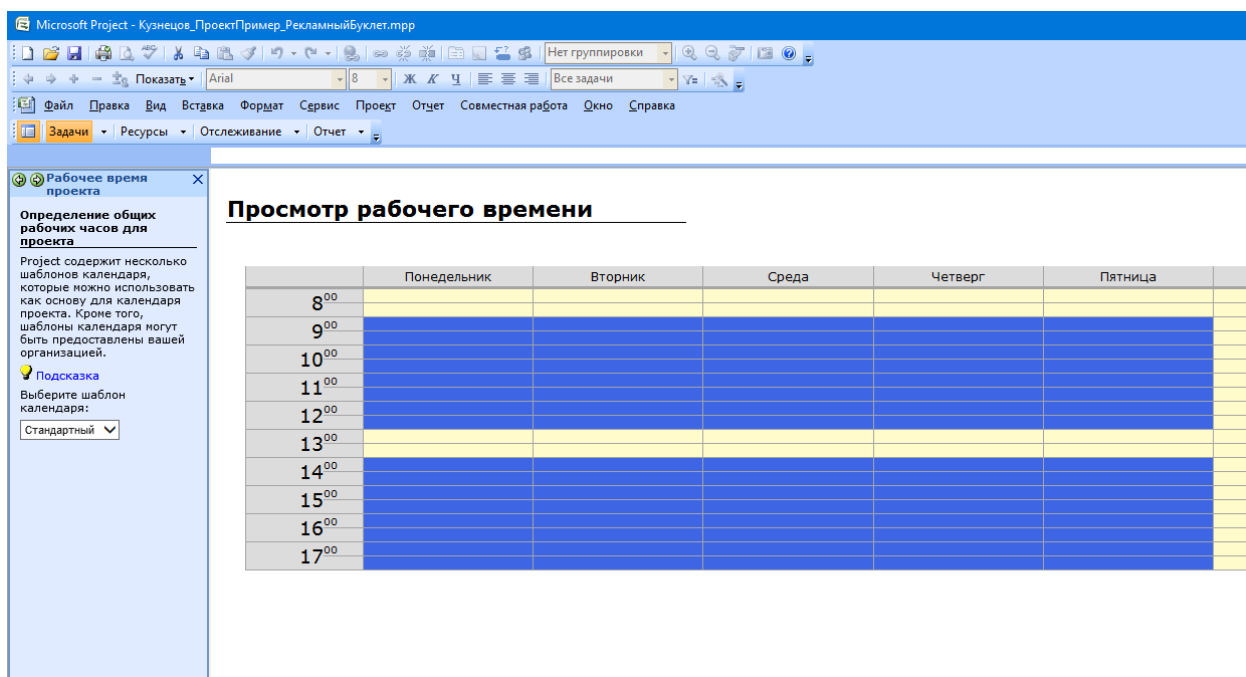 Microsoft Project - Кузнецов_ПроектПример_РекламныйБуклет.mpp
Нет группировки
Показать Arial 8 Ж К Ч Все задачи
Файл Правка Вид Вставка Формат Сервис Проект Отчет Совместная работа Окно Справка
Задачи Ресурсы Отслеживание Отчет
Рабочее время
проекта
Определение общих
рабочих часов для
проекта
Project содержит несколько
шаблонов календаря,
которые можно использовать
как основу для календаря
проекта. Кроме того,
шаблоны календаря могут
быть предоставлены вашей
организацией.
Подсказка
Выберите шаблон
календаря:
Стандартный
Просмотр рабочего времени
Понедельник Вторник Среда Четверг Пятница
8⁰⁰
9⁰⁰
10⁰⁰
11⁰⁰
12⁰⁰
13⁰⁰
14⁰⁰
15⁰⁰
16⁰⁰
17⁰⁰